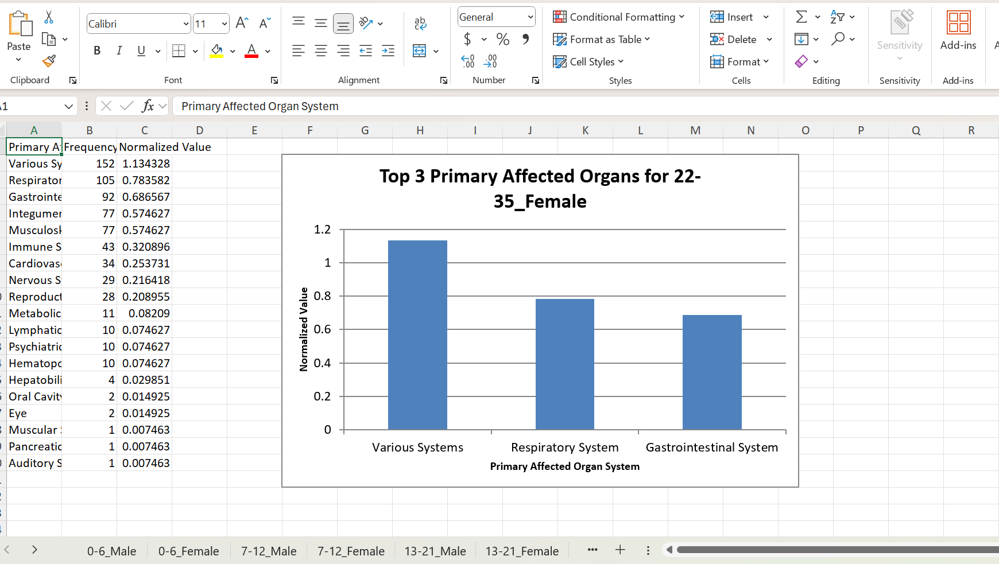 Paste
Clipboard
Calibri
11
A A
B I U
A
Font
ab
Alignment
General
$ % 9
.00 .00
Number
Conditional Formatting
Format as Table
Cell Styles
Styles
Insert
Delete
Format
Cells
Editing
Sensitivity
Sensitivity
Add-ins
Add-ins
fx
Primary Affected Organ System
A B C D E F G H I J K L M N O P Q R
Primary A Frequency Normalized Value
Various Sy 152 1.134328
Respirator 105 0.783582
Gastrointe 92 0.686567
Integumer 77 0.574627
Musculosk 77 0.574627
Immune S 43 0.320896
Cardiovas 34 0.253731
Nervous S 29 0.216418
Reproduct 28 0.208955
Metabolic 11 0.08209
Lymphatic 10 0.074627
Psychiatric 10 0.074627
Hematopo 10 0.074627
Hepatobili 4 0.029851
Oral Cavity 2 0.014925
Eye 2 0.014925
Muscular 1 0.007463
Pancreatic 1 0.007463
Auditory S 1 0.007463
Top 3 Primary Affected Organs for 22-
35_Female
1.2
1
0.8
0.6
0.4
0.2
0
Normalized Value
Various Systems Respiratory System Gastrointestinal System
Primary Affected Organ System
0-6_Male 0-6_Female 7-12_Male 7-12_Female 13-21_Male 13-21_Female